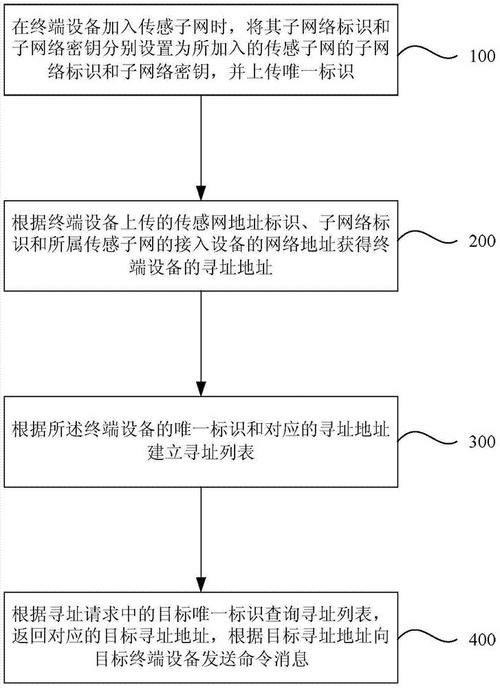 在终端设备加入传感子网时，将其子网络标识和
子网络密钥分别设置为所加入的传感子网的子网
络标识和子网络密钥，并上传唯一标识
100
根据终端设备上传的传感网地址标识、子网络标
识和所属传感子网的接入设备的网络地址获得终
端设备的寻址地址
200
根据所述终端设备的唯一标识和对应的寻址地址
建立寻址列表
300
根据寻址请求中的目标唯一标识查询寻址列表，
返回对应的目标寻址地址，根据目标寻址地址向
目标终端设备发送命令消息
400